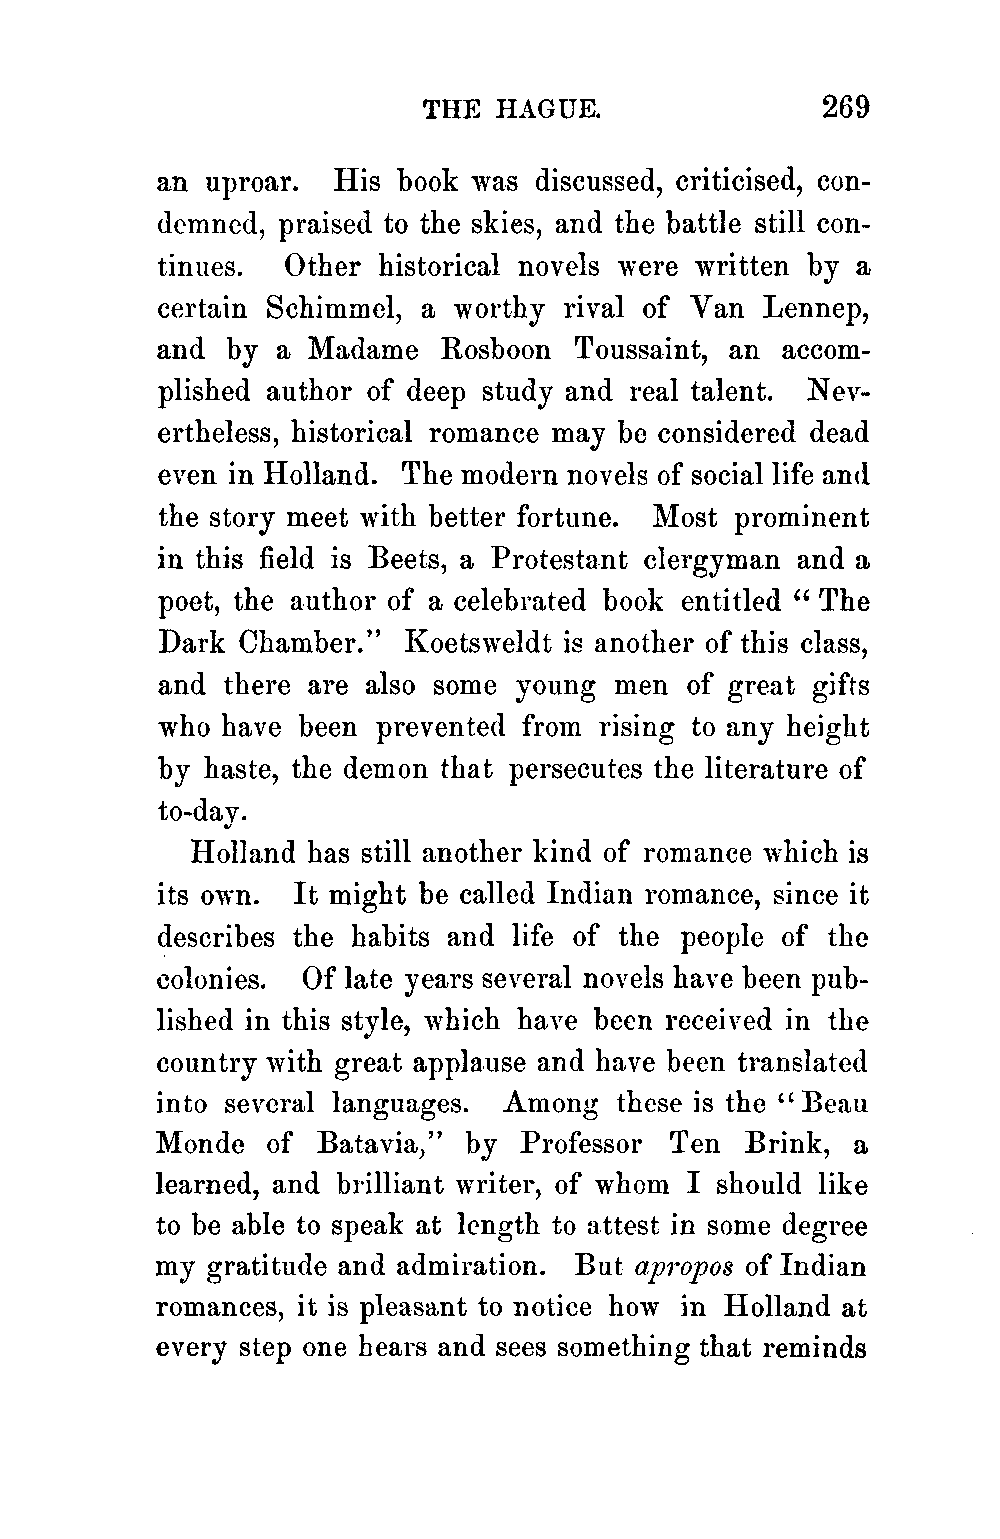 THE HAGUE. 269
an uproar. His book was discussed, criticised, con-
demned, praised to the skies, and the battle still con-
tinues. Other historical novels were written by a
certain Schimmel, a worthy rival of Van Lennep,
and by a Madame Rosboon Toussaint, an accom-
plished author of deep study and real talent. Nev-
ertheless, historical romance may be considered dead
even in Holland. The modern novels of social life and
the story meet with better fortune. Most prominent
in this field is Beets, a Protestant clergyman and a
poet, the author of a celebrated book entitled “The
Dark Chamber.” Koetsweldt is another of this class,
and there are also some young men of great gifts
who have been prevented from rising to any height
by haste, the demon that persecutes the literature of
to-day.
Holland has still another kind of romance which is
its own. It might be called Indian romance, since it
describes the habits and life of the people of the
colonies. Of late years several novels have been pub-
lished in this style, which have been received in the
country with great applause and have been translated
into several languages. Among these is the “Beau
Monde of Batavia,” by Professor Ten Brink, a
learned, and brilliant writer, of whom I should like
to be able to speak at length to attest in some degree
my gratitude and admiration. But apropos of Indian
romances, it is pleasant to notice how in Holland at
every step one hears and sees something that reminds